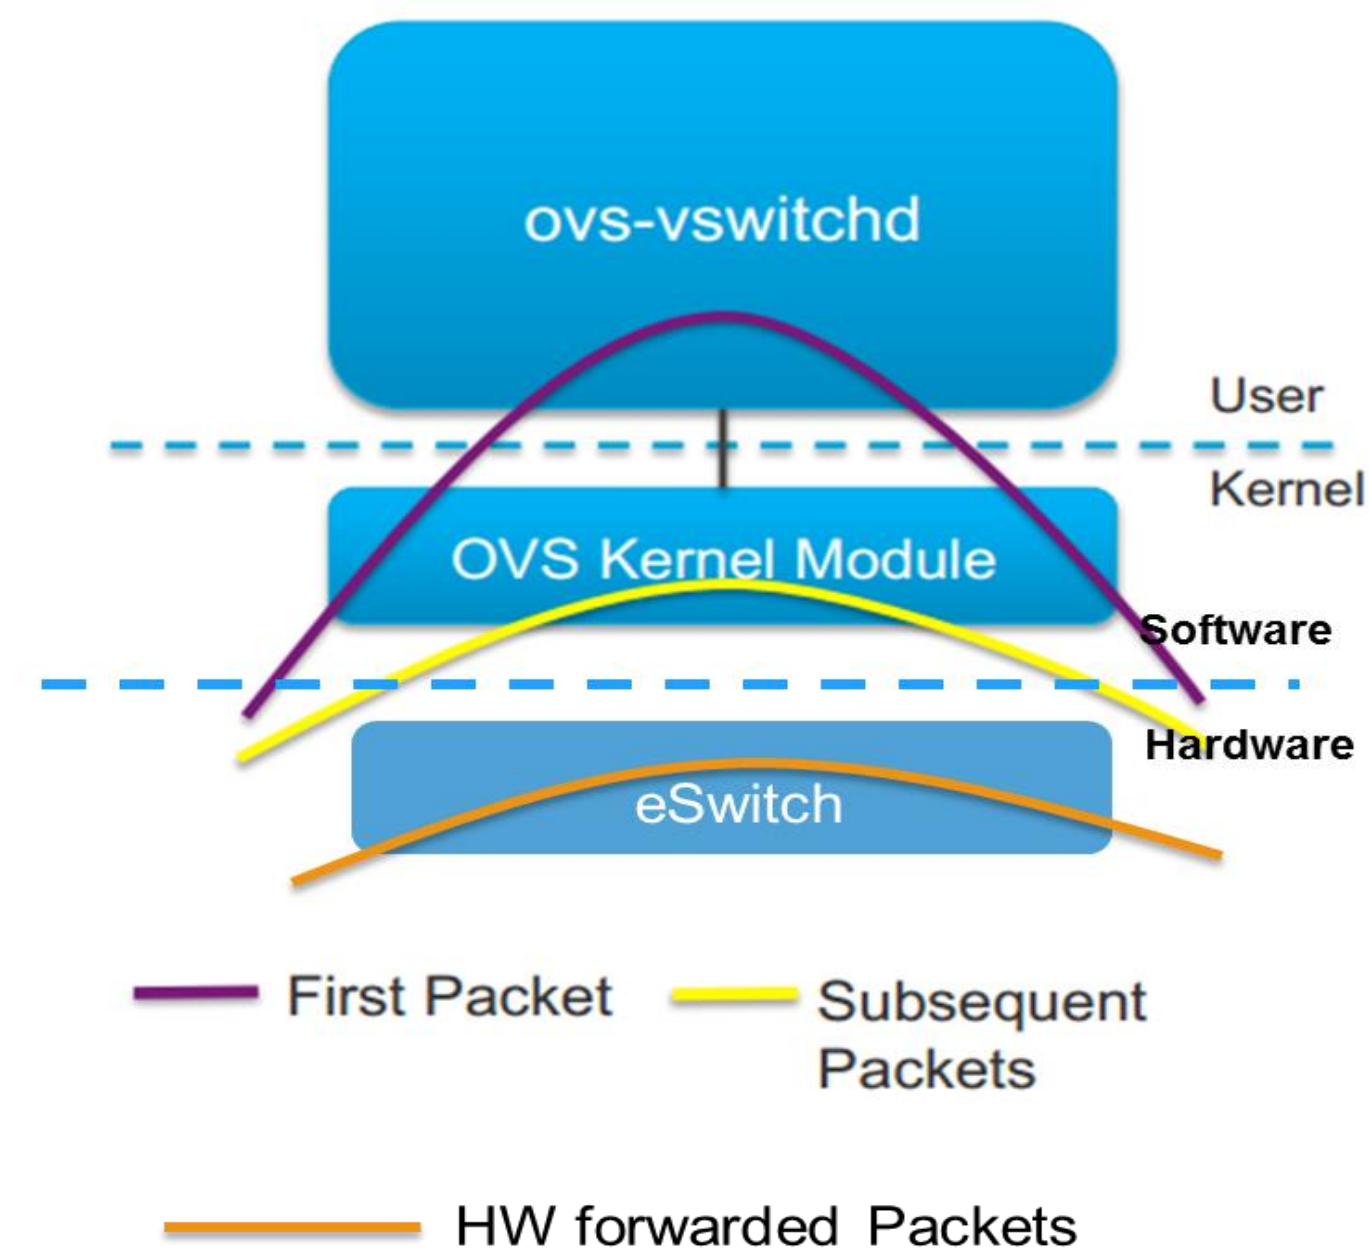 ovs-vswitchd
User
Kernel
OVS Kernel Module
Software
Hardware
eSwitch
First Packet
Subsequent
Packets
HW forwarded Packets